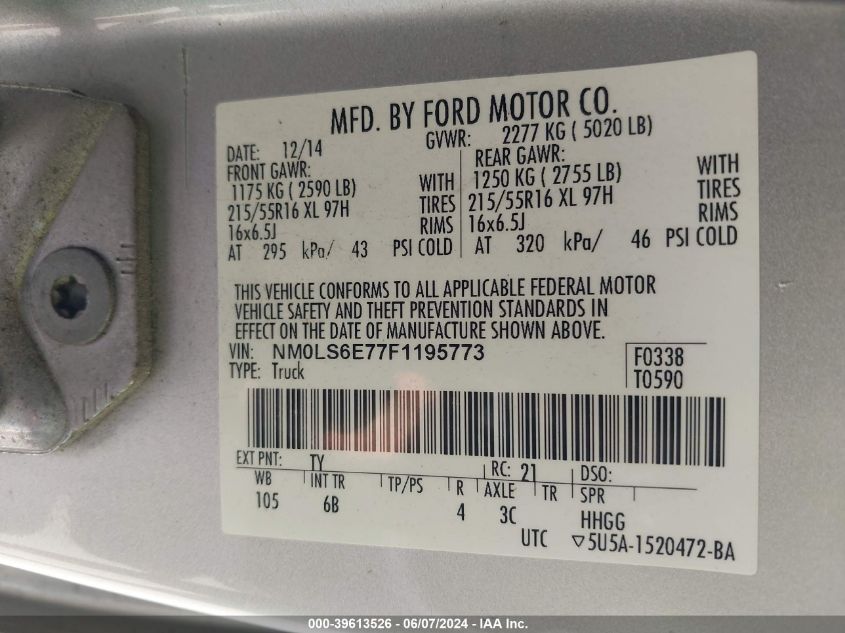 MFD. BY FORD MOTOR CO.
DATE: 12/14 GVWR: 2277 KG ( 5020 LB)
FRONT GAWR: REAR GAWR:
1175 KG ( 2590 LB) WITH 1250 KG ( 2755 LB) WITH
215/55R16 XL 97H TIRES 215/55R16 XL 97H TIRES
16x6.5J RIMS 16x6.5J RIMS
AT 295 kPa/ 43 PSI COLD AT 320 kPa/ 46 PSI COLD
THIS VEHICLE CONFORMS TO ALL APPLICABLE FEDERAL MOTOR
VEHICLE SAFETY AND THEFT PREVENTION STANDARDS IN
EFFECT ON THE DATE OF MANUFACTURE SHOWN ABOVE.
VIN: NM0LS6E77F1195773 F0338
TYPE: Truck T0590
EXT PNT: TY RC: 21 DSO:
WB INT TR TP/PS R AXLE TR SPR
105 6B 4 3C HHGG
UTC ▽5U5A-1520472-BA
000-39613526 - 06/07/2024 - IAA Inc.